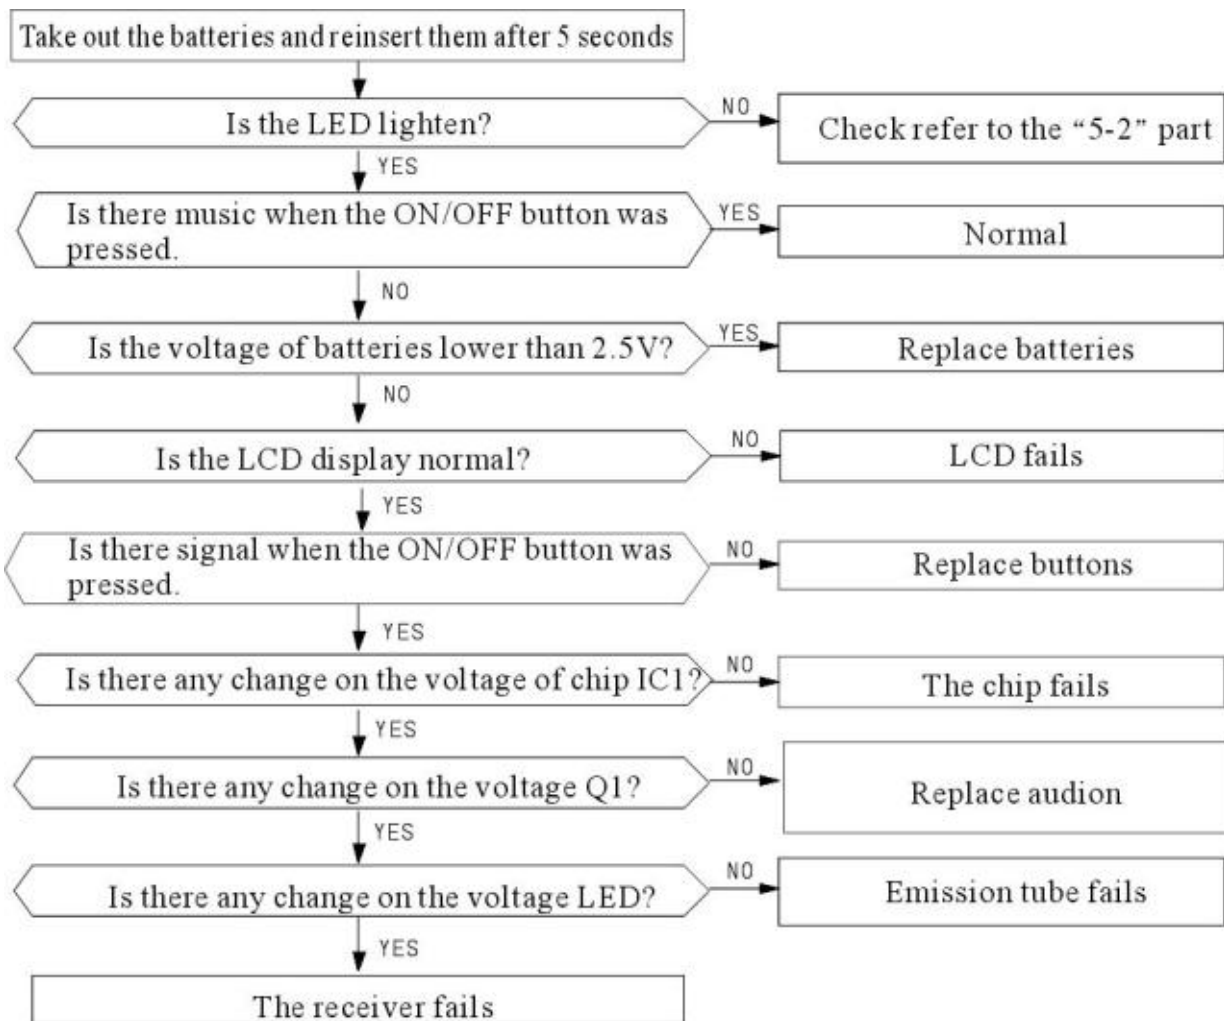 Take out the batteries and reinsert them after 5 seconds
Is the LED lighten?
NO
Check refer to the “5-2” part
YES
Is there music when the ON/OFF button was
pressed.
YES
Normal
NO
Is the voltage of batteries lower than 2.5V?
YES
Replace batteries
NO
Is the LCD display normal?
NO
LCD fails
YES
Is there signal when the ON/OFF button was
pressed.
NO
Replace buttons
YES
Is there any change on the voltage of chip IC1?
NO
The chip fails
YES
Is there any change on the voltage Q1?
NO
Replace audion
YES
Is there any change on the voltage LED?
NO
Emission tube fails
YES
The receiver fails